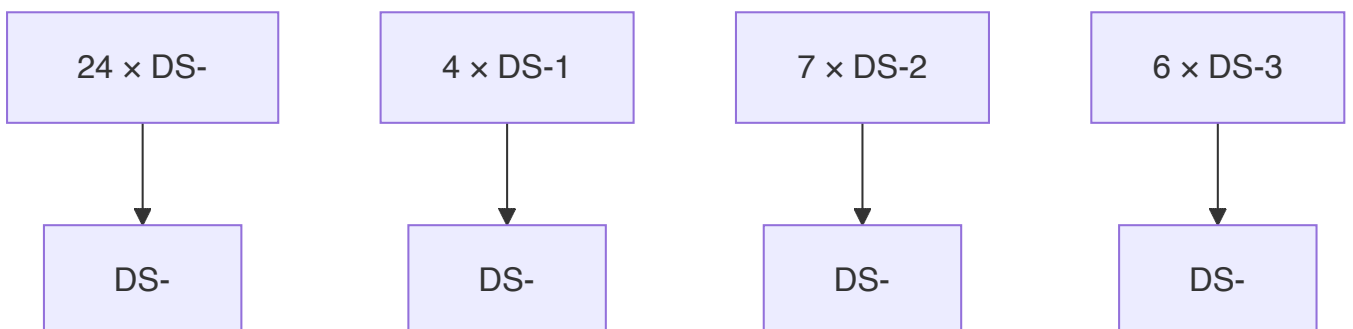 24 × DS-
4 × DS-1
7 × DS-2
6 × DS-3
DS-
DS-
DS-
DS-